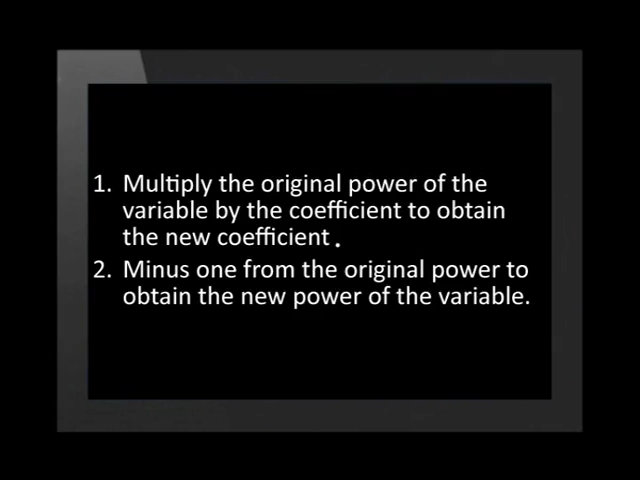 1. Multiply the original power of the
variable by the coefficient to obtain
the new coefficient.
2. Minus one from the original power to
obtain the new power of the variable.